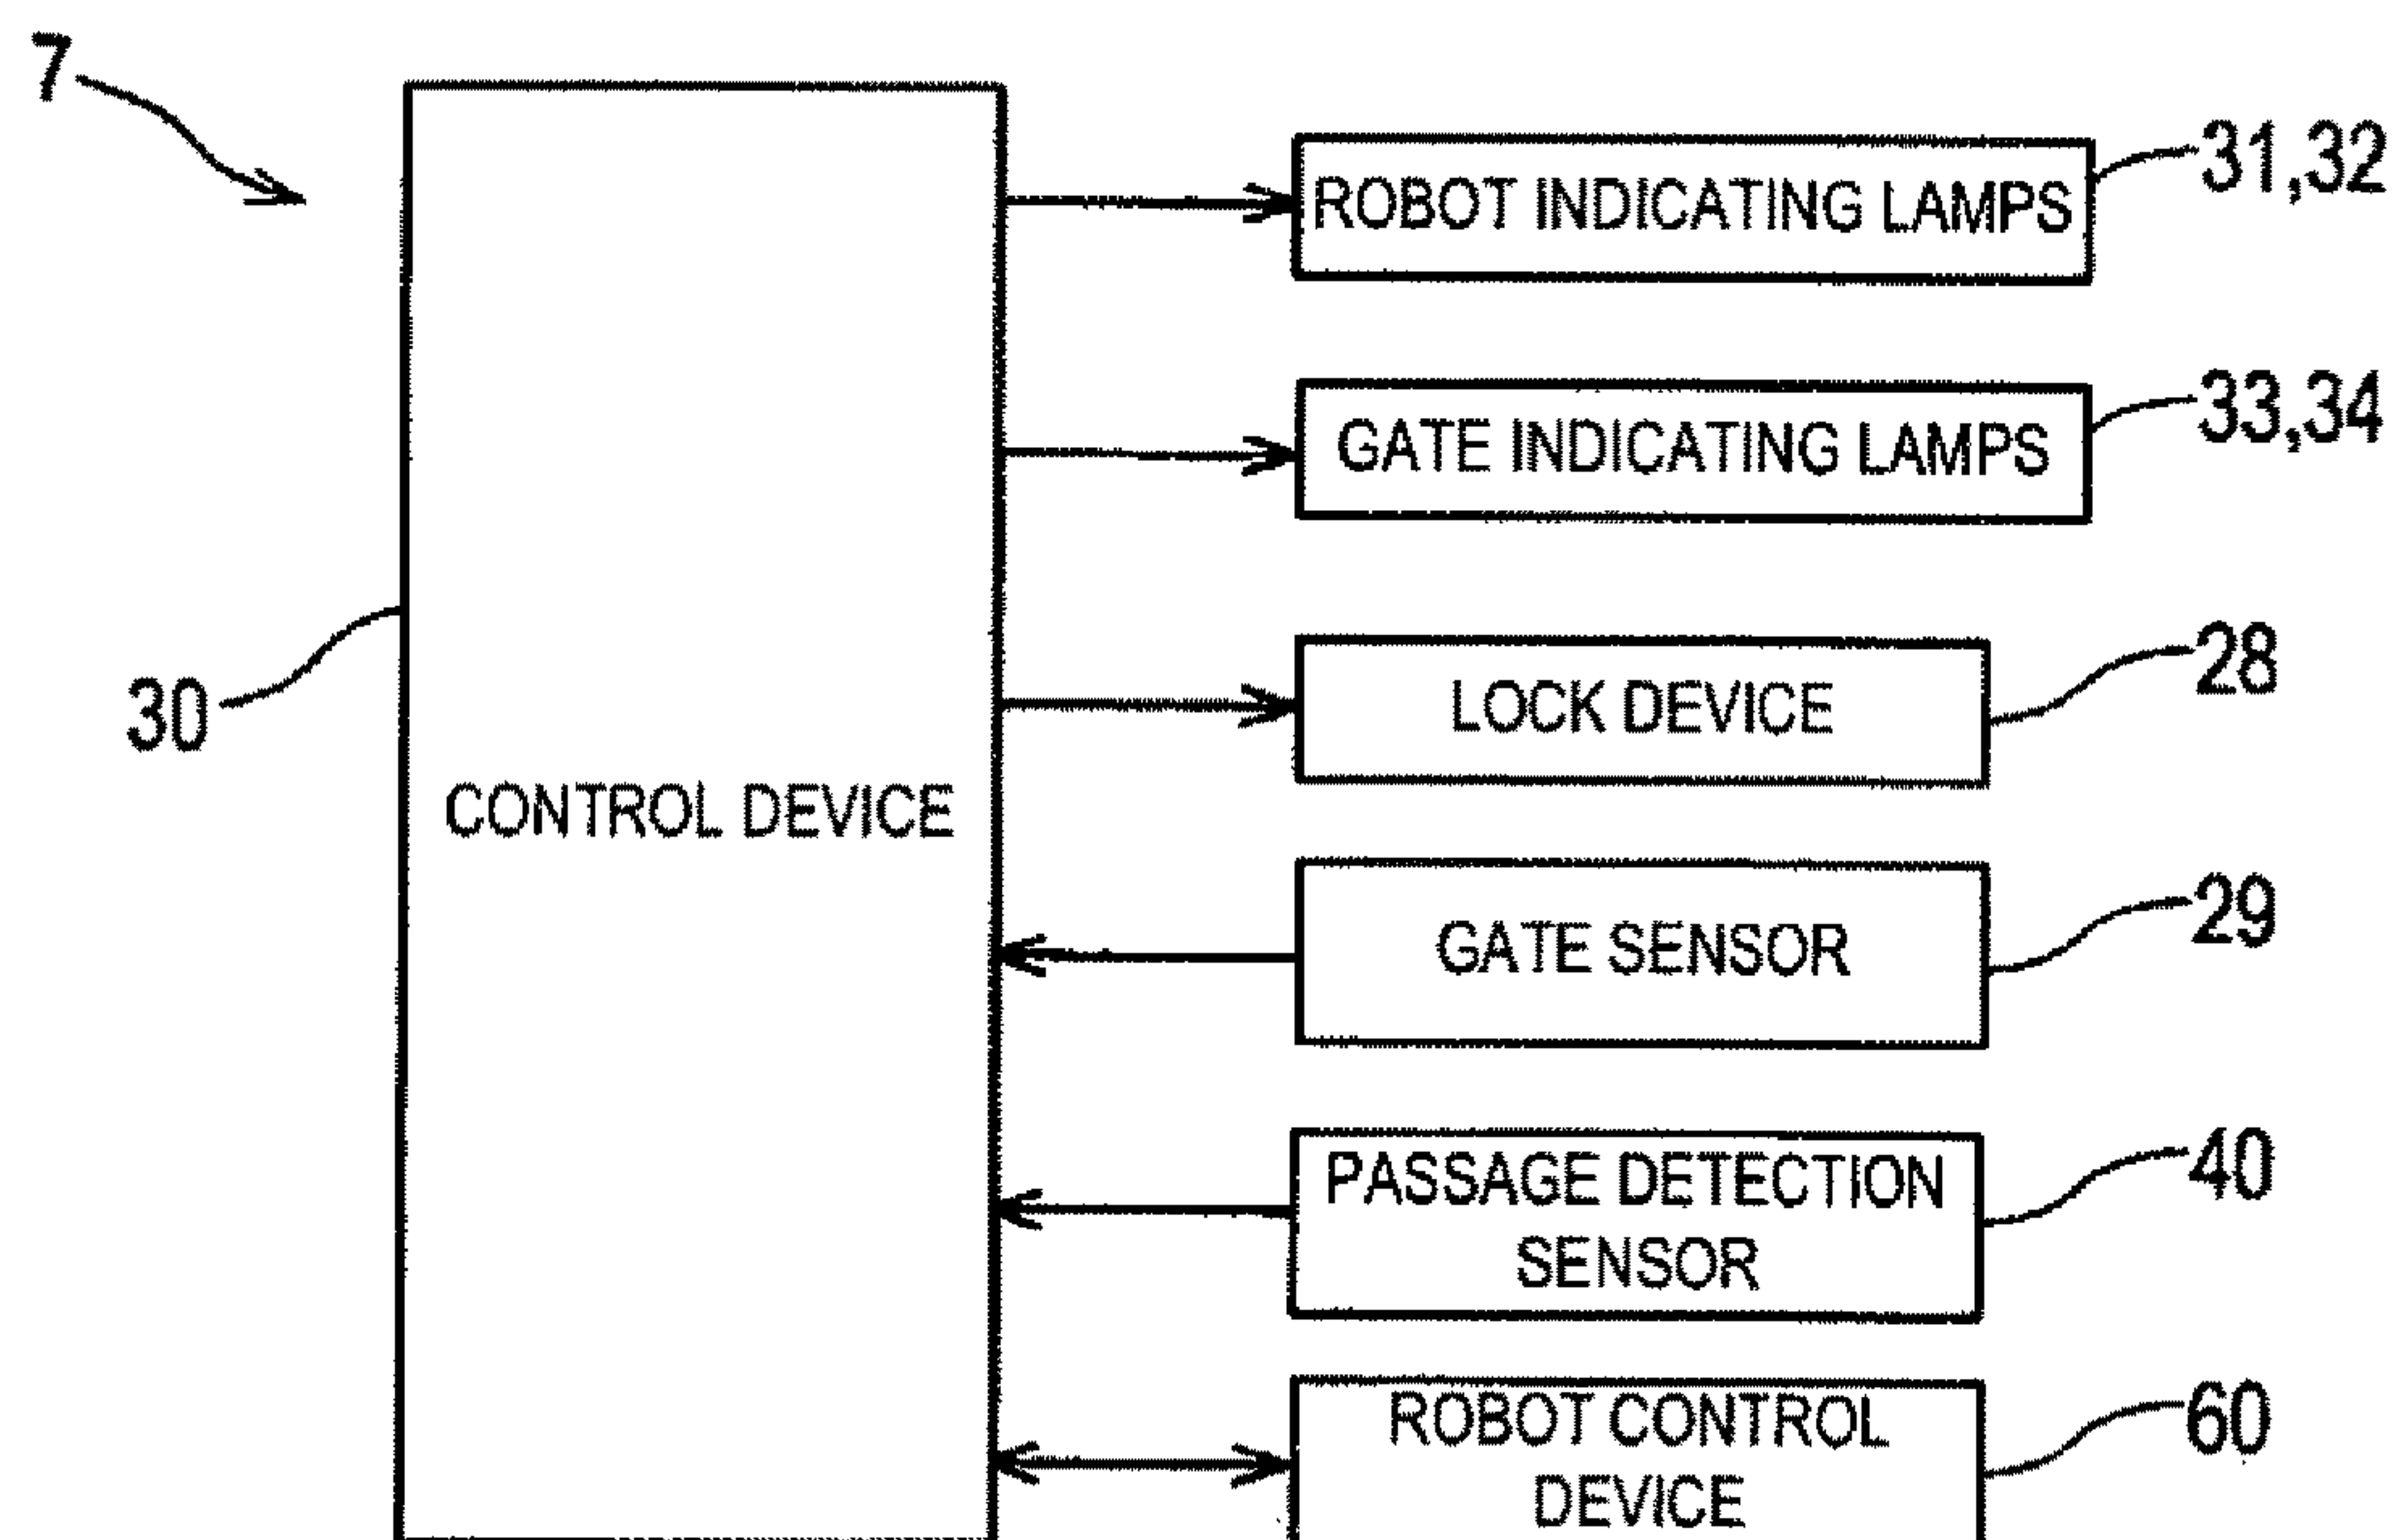 7
ROBOT INDICATING LAMPS
31,32
GATE INDICATING LAMPS
33,34
30
LOCK DEVICE
28
CONTROL DEVICE
GATE SENSOR
29
PASSAGE DETECTION
SENSOR
40
ROBOT CONTROL
DEVICE
60